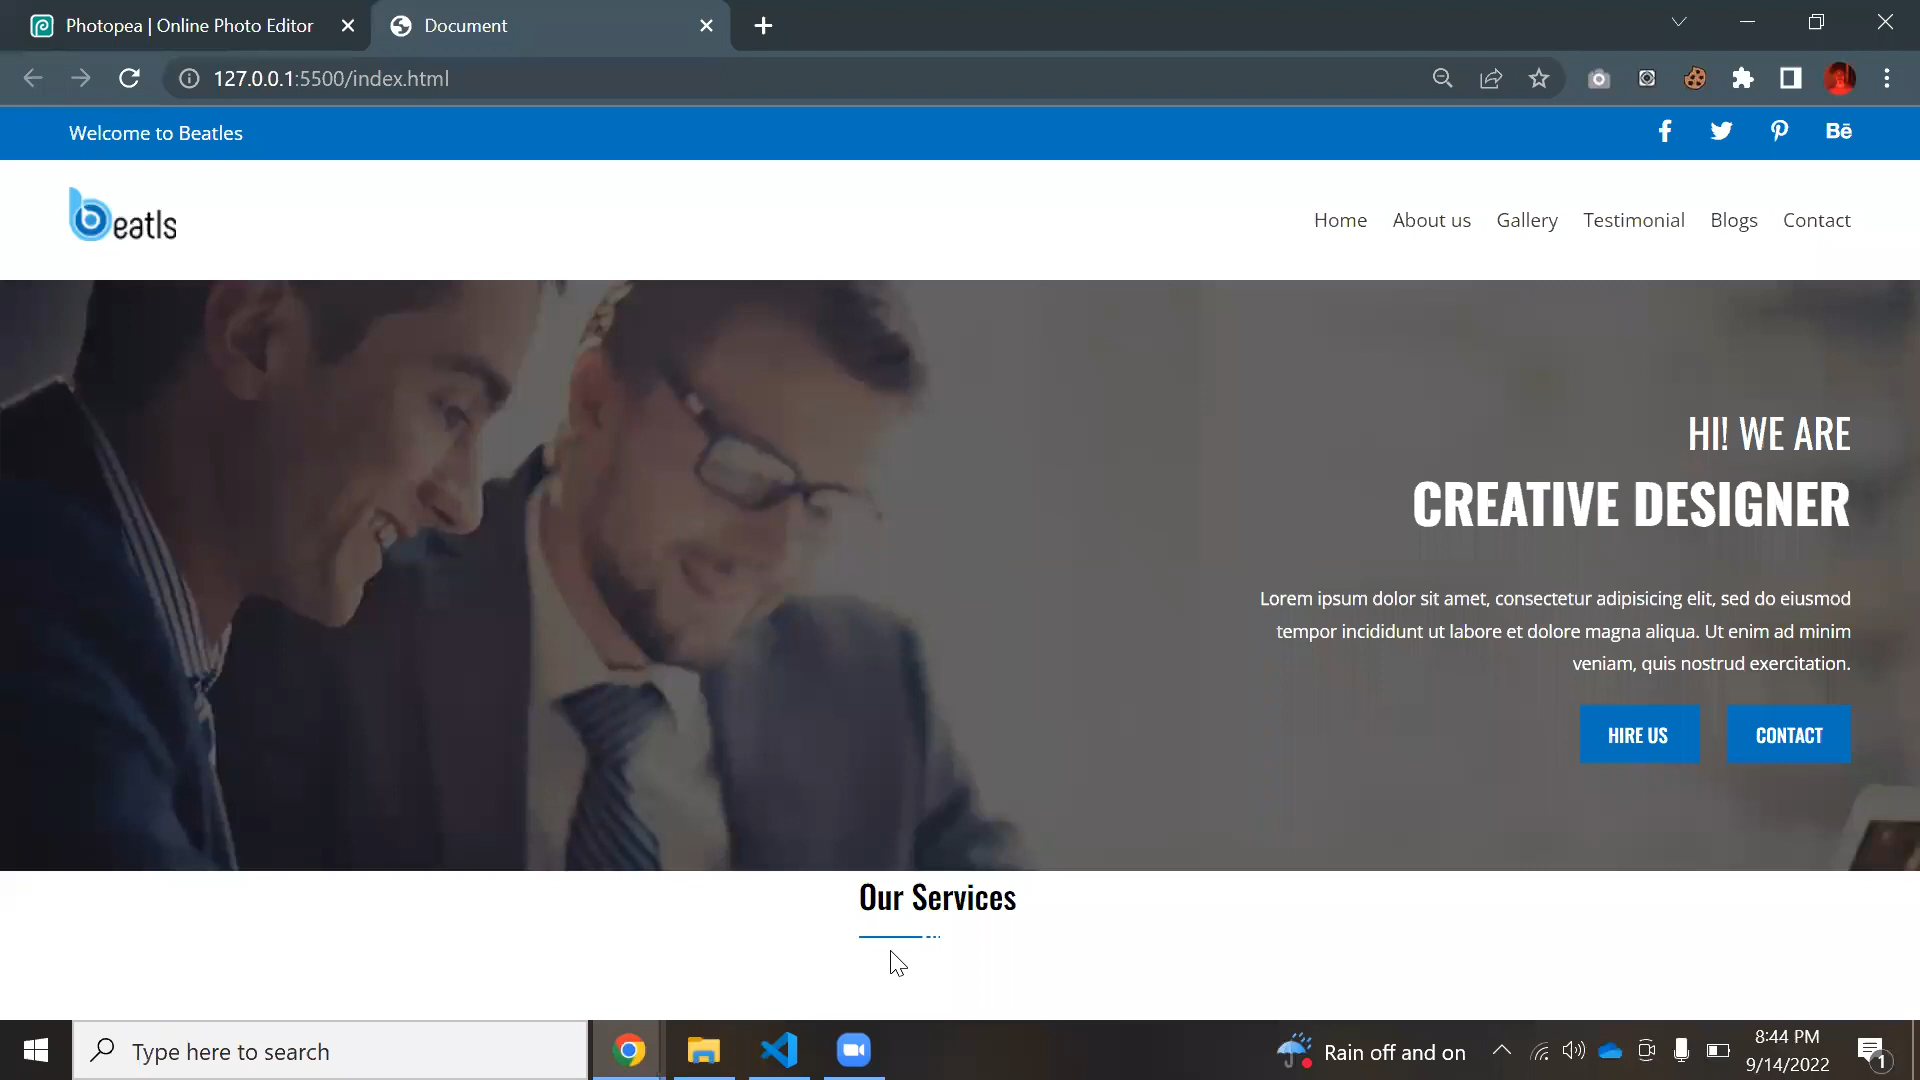 Photopea | Online Photo Editor
Document
127.0.0.1:5500/index.html
Welcome to Beatles
Bē
beatls
Home About us Gallery Testimonial Blogs Contact
HI! WE ARE
CREATIVE DESIGNER
Lorem ipsum dolor sit amet, consectetur adipisicing elit, sed do eiusmod
tempor incididunt ut labore et dolore magna aliqua. Ut enim ad minim
veniam, quis nostrud exercitation.
HIRE US CONTACT
Our Services
Type here to search
Rain off and on
8:44 PM
9/14/2022
1